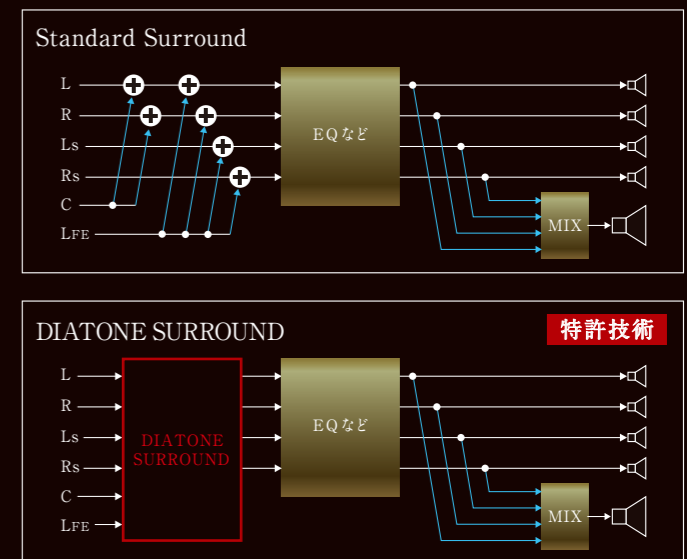 Standard Surround
L
R
Ls
Rs
C
LFE
EQなど
MIX
DIATONE SURROUND
特許技術
L
R
Ls
Rs
C
LFE
DIATONE
SURROUND
EQなど
MIX